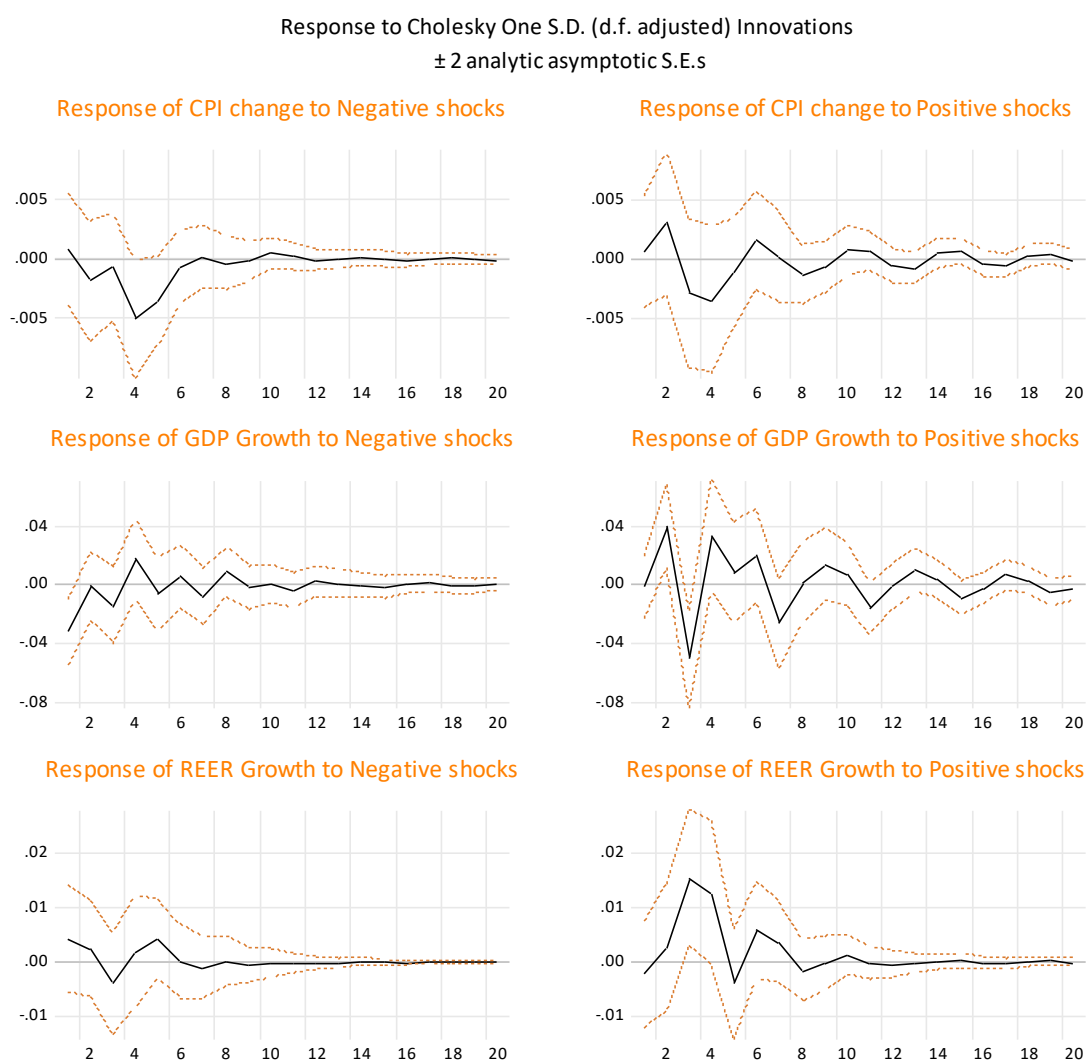 Response to Cholesky One S.D. (d.f. adjusted) Innovations
± 2 analytic asymptotic S.E.s
Response of CPI change to Negative shocks
.005
.000
-.005
2 4 6 8 10 12 14 16 18 20
Response of CPI change to Positive shocks
.005
.000
-.005
2 4 6 8 10 12 14 16 18 20
Response of GDP Growth to Negative shocks
.04
.00
-.04
-.08
2 4 6 8 10 12 14 16 18 20
Response of GDP Growth to Positive shocks
.04
.00
-.04
-.08
2 4 6 8 10 12 14 16 18 20
Response of REER Growth to Negative shocks
.02
.01
.00
-.01
2 4 6 8 10 12 14 16 18 20
Response of REER Growth to Positive shocks
.02
.01
.00
-.01
2 4 6 8 10 12 14 16 18 20